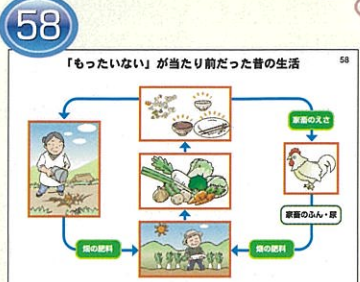 58
「もったいない」が当たり前だった昔の生活
58
家畜のえさ
家畜のふん・尿
畑の肥料
畑の肥料